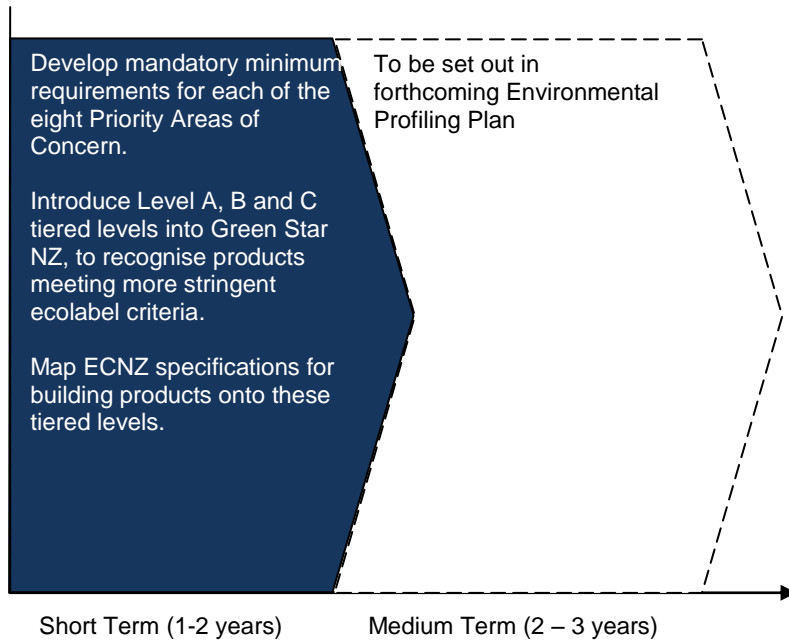 Develop mandatory minimum
requirements for each of the
eight Priority Areas of
Concern.
Introduce Level A, B and C
tiered levels into Green Star
NZ, to recognise products
meeting more stringent
ecolabel criteria.
Map ECNZ specifications for
building products onto these
tiered levels.
To be set out in
forthcoming Environmental
Profiling Plan
Short Term (1-2 years)
Medium Term (2 – 3 years)